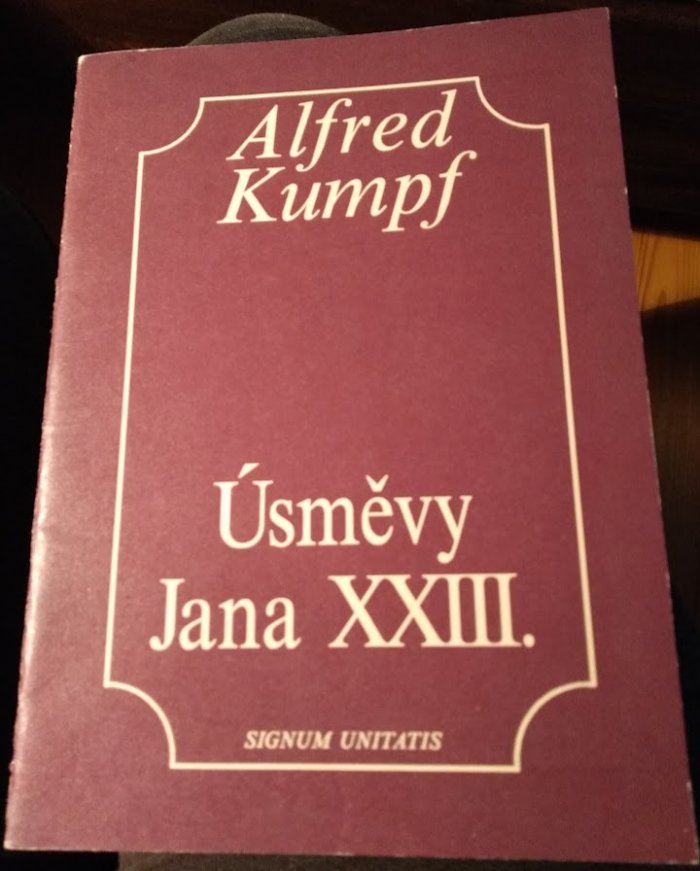 Alfred
Kumpf
Úsměvy
Jana XXIII.
SIGNUM UNITATIS